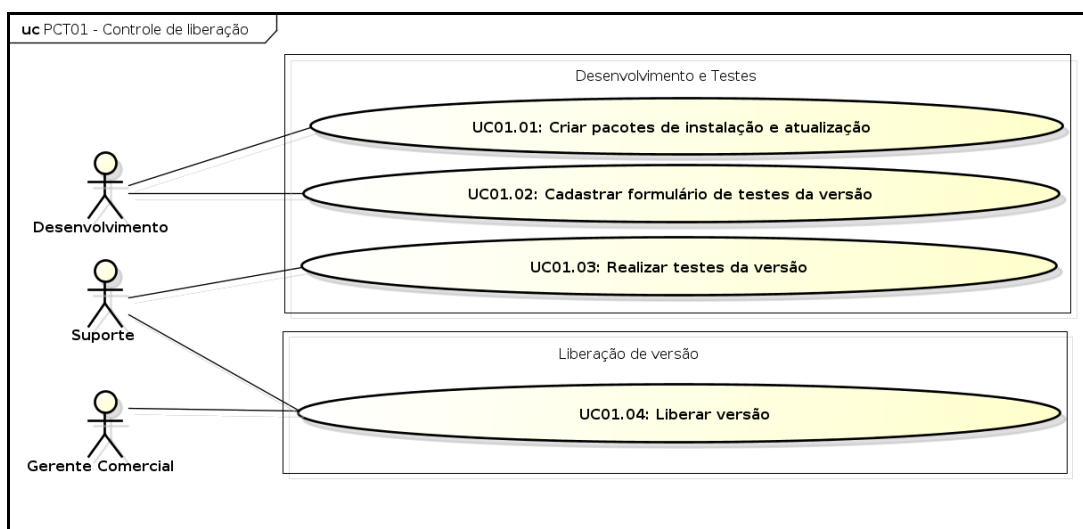 uc PCT01 - Controle de liberação
Desenvolvimento e Testes
UC01.01: Criar pacotes de instalação e atualização
UC01.02: Cadastrar formulário de testes da versão
Desenvolvimento
UC01.03: Realizar testes da versão
Suporte
Liberação de versão
UC01.04: Liberar versão
Gerente Comercial